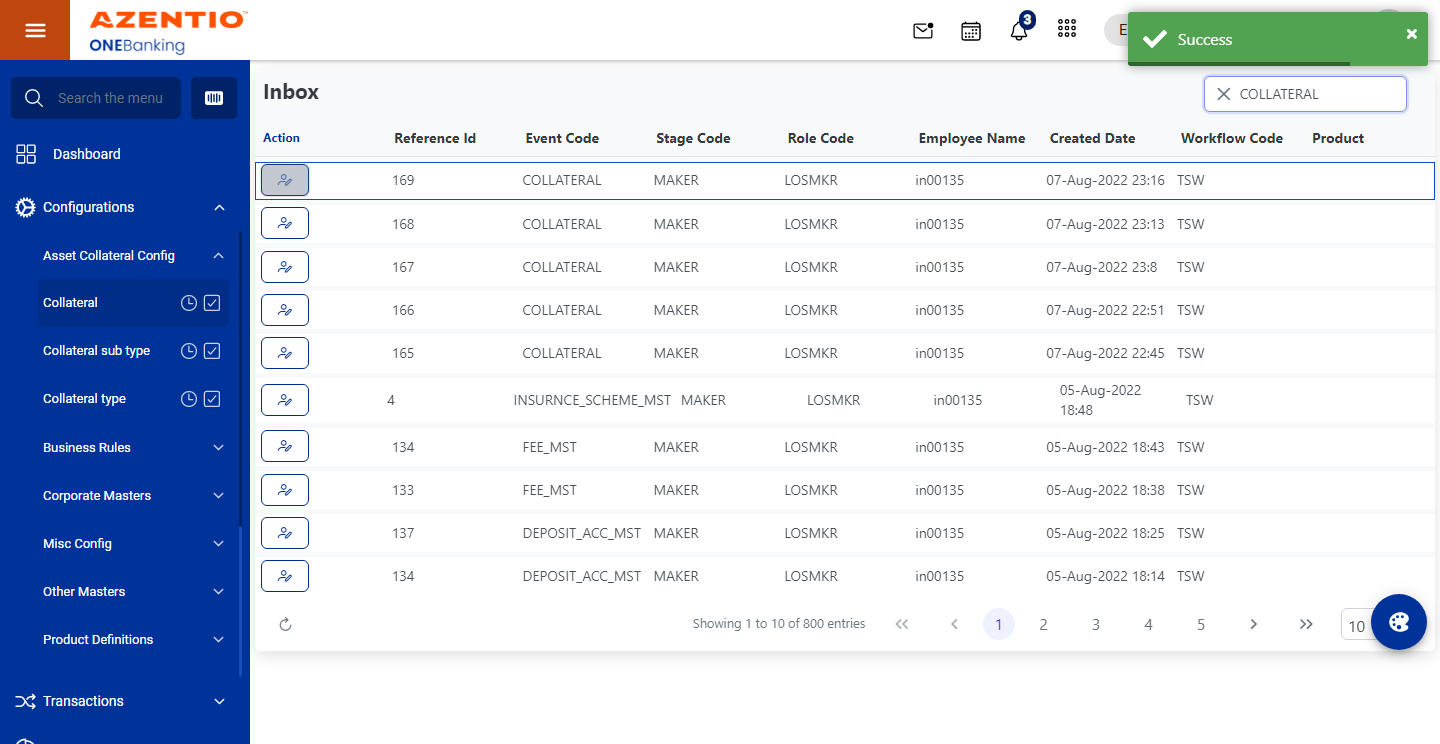 AZENTIO™
ONEBanking
3
E
Success
Search the menu
Dashboard
Configurations
Asset Collateral Config
Collateral
Collateral sub type
Collateral type
Business Rules
Corporate Masters
Misc Config
Other Masters
Product Definitions
Transactions
Inbox
COLLATERAL
Action Reference Id Event Code Stage Code Role Code Employee Name Created Date Workflow Code Product
169 COLLATERAL MAKER LOSMKR in00135 07-Aug-2022 23:16 TSW
168 COLLATERAL MAKER LOSMKR in00135 07-Aug-2022 23:13 TSW
167 COLLATERAL MAKER LOSMKR in00135 07-Aug-2022 23:8 TSW
166 COLLATERAL MAKER LOSMKR in00135 07-Aug-2022 22:51 TSW
165 COLLATERAL MAKER LOSMKR in00135 07-Aug-2022 22:45 TSW
4 INSURNCE_SCHEME_MST MAKER LOSMKR in00135 05-Aug-2022 18:48 TSW
134 FEE_MST MAKER LOSMKR in00135 05-Aug-2022 18:43 TSW
133 FEE_MST MAKER LOSMKR in00135 05-Aug-2022 18:38 TSW
137 DEPOSIT_ACC_MST MAKER LOSMKR in00135 05-Aug-2022 18:25 TSW
134 DEPOSIT_ACC_MST MAKER LOSMKR in00135 05-Aug-2022 18:14 TSW
Showing 1 to 10 of 800 entries 1 2 3 4 5 10